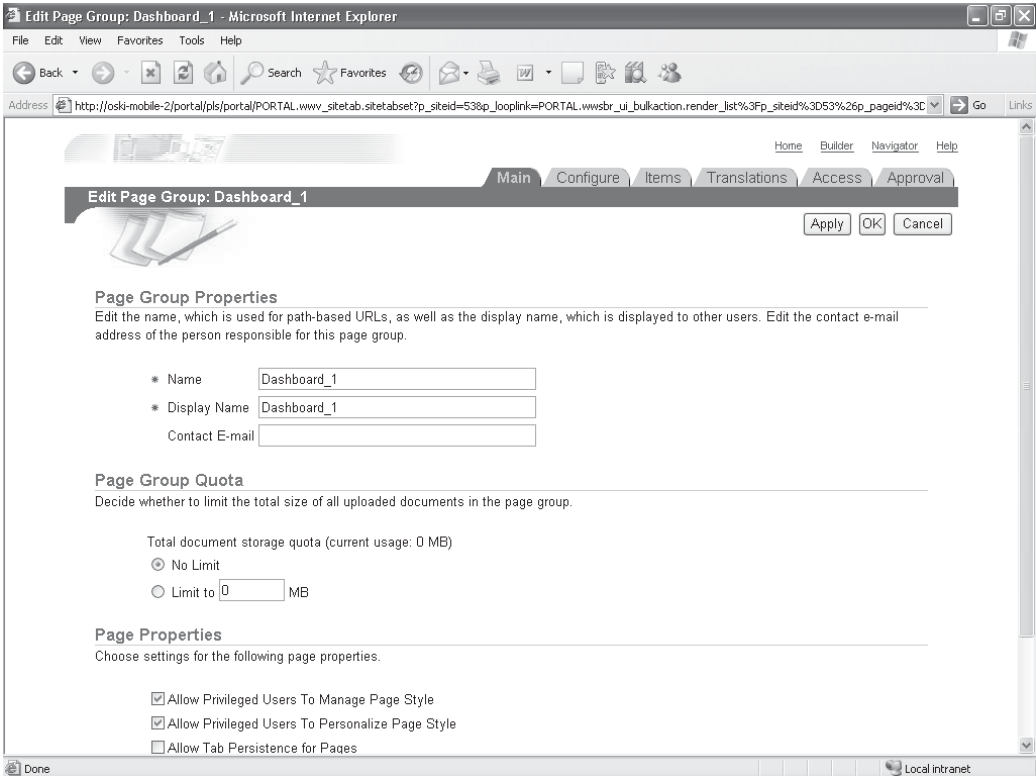 Edit Page Group: Dashboard_1 - Microsoft Internet Explorer
File Edit View Favorites Tools Help
Back Search Favorites
Address http://oski-mobile-2/portal/pls/portal/PORTAL.wwv_sitetab.sitetabset?p_siteid=53&p_looplink=PORTAL.wwsbr_ui_bulkaction.render_list%3Fp_siteid%3D53%26p_pageid%3D Go Links
Home Builder Navigator Help
Main Configure Items Translations Access Approval
Edit Page Group: Dashboard_1
Apply OK Cancel
Page Group Properties
Edit the name, which is used for path-based URLs, as well as the display name, which is displayed to other users. Edit the contact e-mail
address of the person responsible for this page group.
* Name Dashboard_1
* Display Name Dashboard_1
Contact E-mail
Page Group Quota
Decide whether to limit the total size of all uploaded documents in the page group.
Total document storage quota (current usage: 0 MB)
No Limit
Limit to 0 MB
Page Properties
Choose settings for the following page properties.
Allow Privileged Users To Manage Page Style
Allow Privileged Users To Personalize Page Style
Allow Tab Persistence for Pages
Done Local intranet